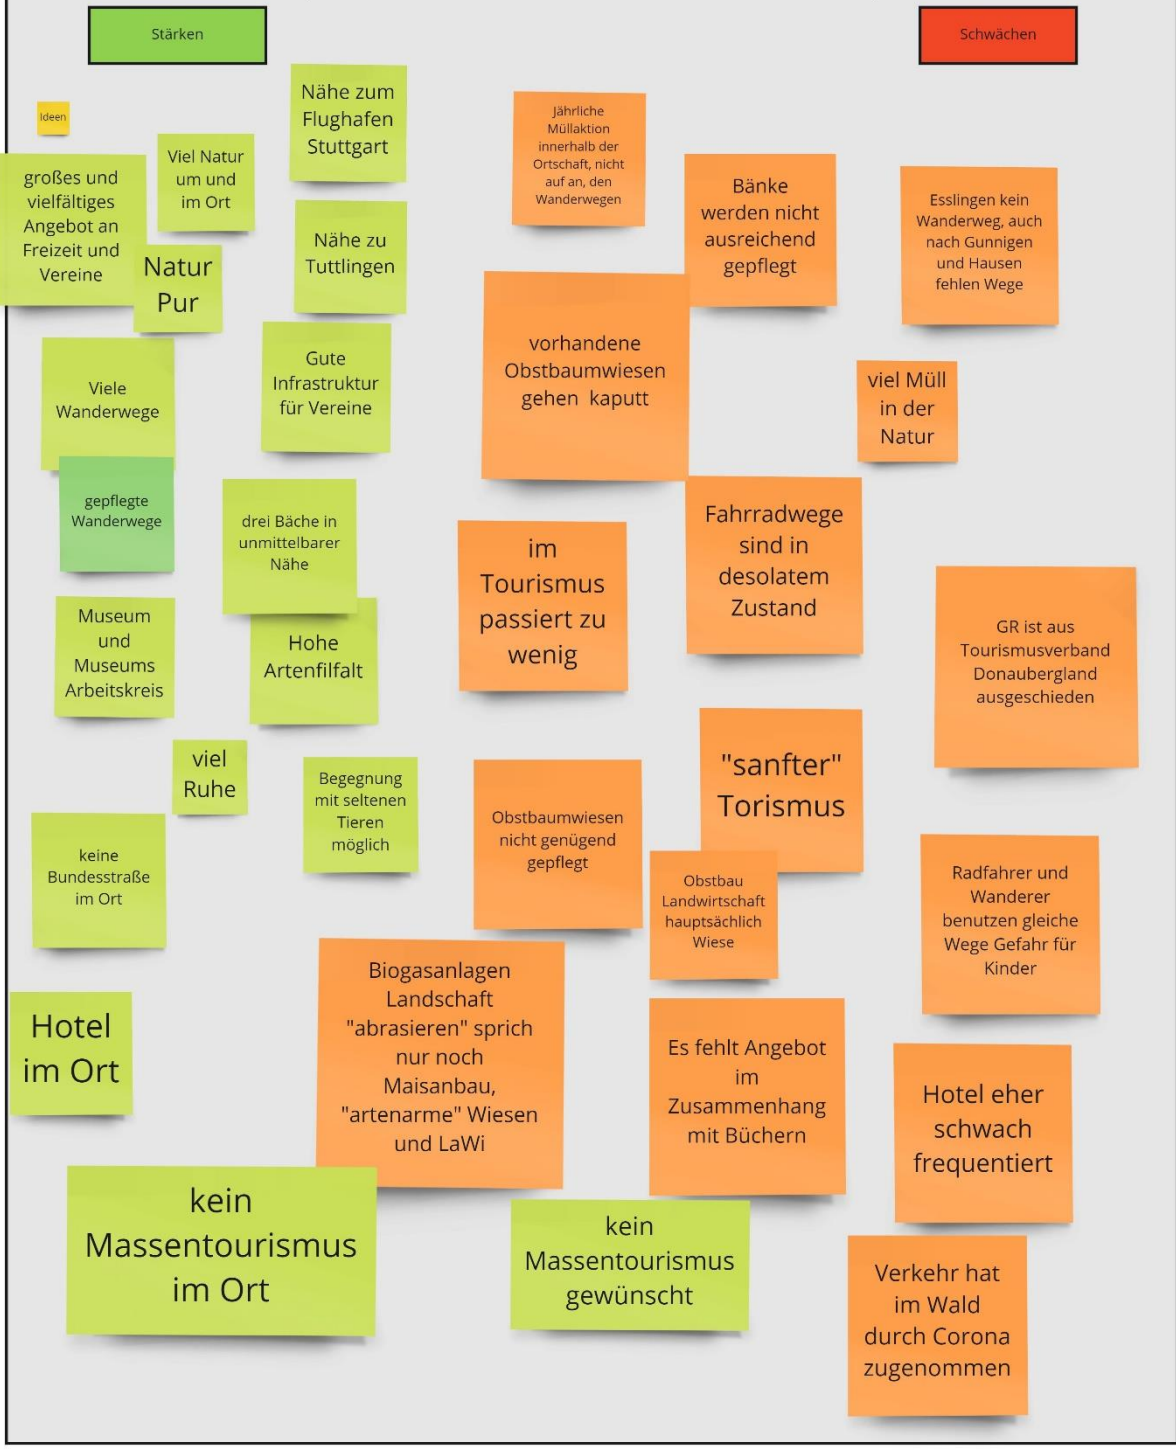 Stärken
Schwächen
Ideen
großes und
vielfältiges
Angebot an
Freizeit und
Vereine
Viel Natur
um und
im Ort
Nähe zum
Flughafen
Stuttgart
Natur
Pur
Nähe zu
Tuttlingen
Viele
Wanderwege
Gute
Infrastruktur
für Vereine
gepflegte
Wanderwege
drei Bäche in
unmittelbarer
Nähe
Museum
und
Museums
Arbeitskreis
Hohe
Artenfilfalt
viel
Ruhe
Begegnung
mit seltenen
Tieren
möglich
keine
Bundesstraße
im Ort
Hotel
im Ort
kein
Massentourismus
im Ort
kein
Massentourismus
gewünscht
Jährliche
Müllaktion
innerhalb der
Ortschaft, nicht
auf an, den
Wanderwegen
Bänke
werden nicht
ausreichend
gepflegt
Esslingen kein
Wanderweg, auch
nach Gunnigen
und Hausen
fehlen Wege
vorhandene
Obstbaumwiesen
gehen kaputt
viel Müll
in der
Natur
im
Tourismus
passiert zu
wenig
Fahrradwege
sind in
desolatem
Zustand
GR ist aus
Tourismusverband
Donaubergland
ausgeschieden
"sanfter"
Torismus
Obstbaumwiesen
nicht genügend
gepflegt
Obstbau
Landwirtschaft
hauptsächlich
Wiese
Radfahrer und
Wanderer
benutzen gleiche
Wege Gefahr für
Kinder
Biogasanlagen
Landschaft
"abrasieren" sprich
nur noch
Maisanbau,
"artenarme" Wiesen
und LaWi
Es fehlt Angebot
im
Zusammenhang
mit Büchern
Hotel eher
schwach
frequentiert
Verkehr hat
im Wald
durch Corona
zugenommen